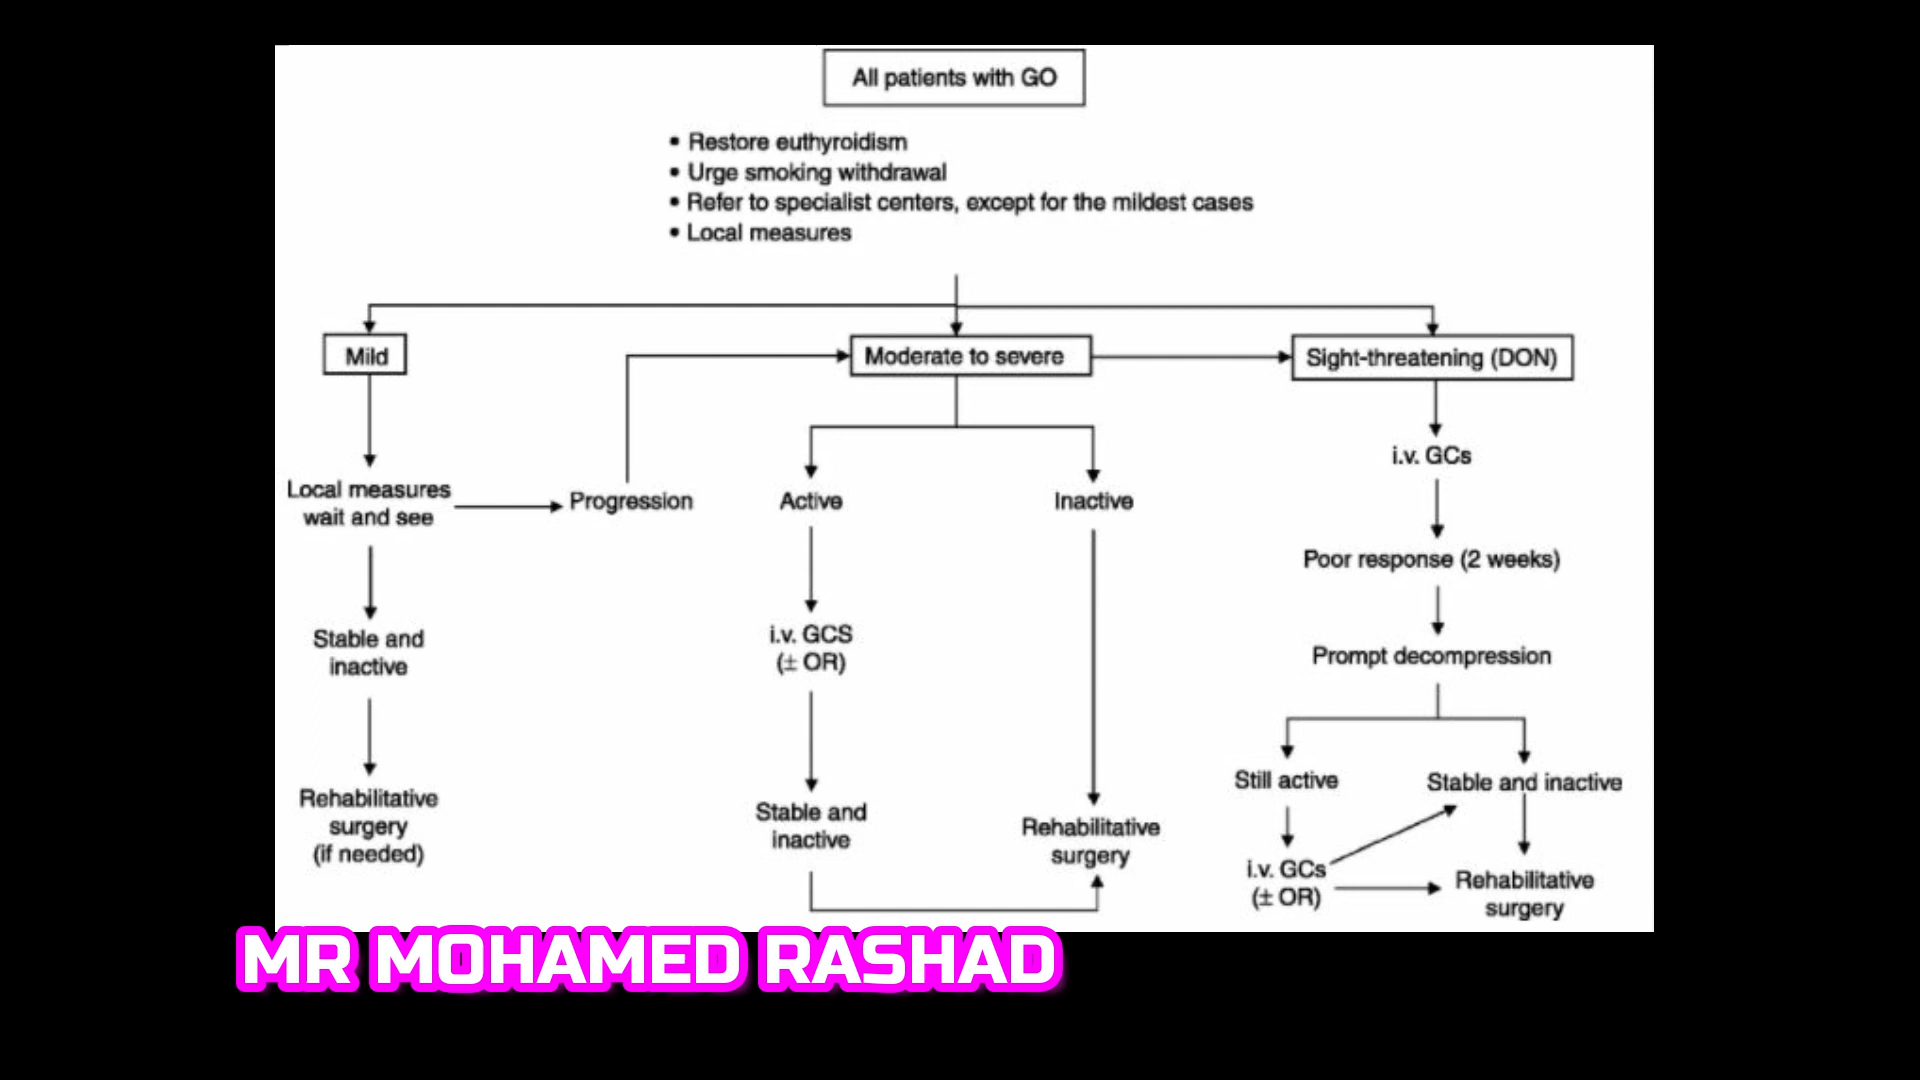 All patients with GO
• Restore euthyroidism
• Urge smoking withdrawal
• Refer to specialist centers, except for the mildest cases
• Local measures
Mild
Moderate to severe
Sight-threatening (DON)
Local measures
wait and see
Progression
Active
Inactive
i.v. GCs
Poor response (2 weeks)
Stable and
inactive
i.v. GCS
(± OR)
Prompt decompression
Rehabilitative
surgery
(if needed)
Stable and
inactive
Rehabilitative
surgery
Still active
Stable and inactive
i.v. GCs
(± OR)
Rehabilitative
surgery
MR MOHAMED RASHAD